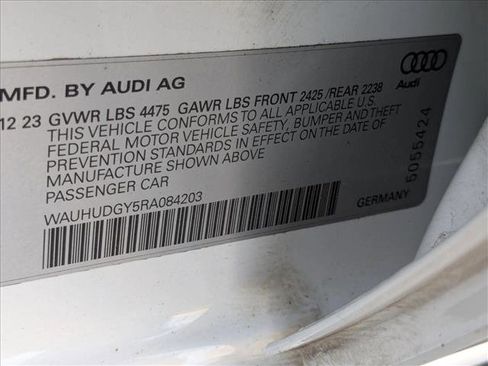 MFD. BY AUDI AG
Audi
12 23 GVWR LBS 4475 GAWR LBS FRONT 2425 /REAR 2238
THIS VEHICLE CONFORMS TO ALL APPLICABLE U.S.
FEDERAL MOTOR VEHICLE SAFETY, BUMPER AND THEFT
PREVENTION STANDARDS IN EFFECT ON THE DATE OF
MANUFACTURE SHOWN ABOVE
PASSENGER CAR
WAUHUDGY5RA084203
GERMANY
5055424